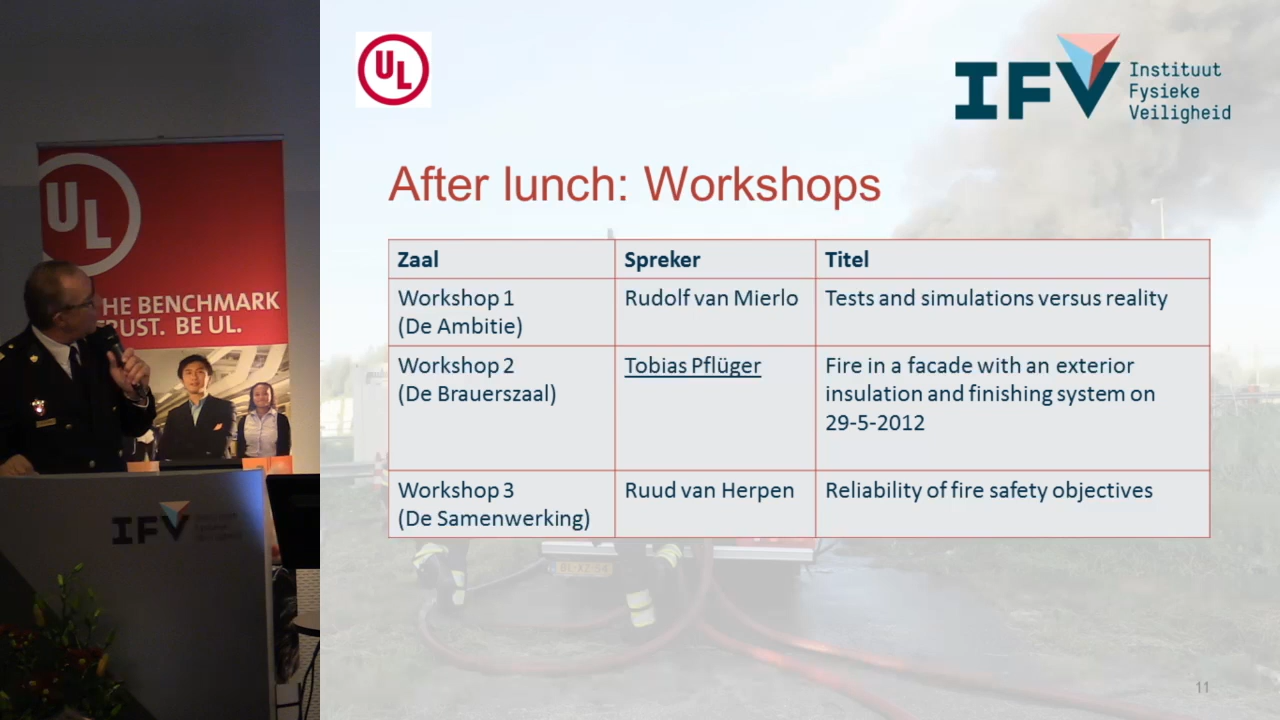 UL
IFV
Instituut
Fysieke
Veiligheid
After lunch: Workshops
Zaal
Spreker
Titel
Workshop 1
(De Ambitie)
Rudolf van Mierlo
Tests and simulations versus reality
Workshop 2
(De Brauerszaal)
Tobias Pflüger
Fire in a facade with an exterior
insulation and finishing system on
29-5-2012
Workshop 3
(De Samenwerking)
Ruud van Herpen
Reliability of fire safety objectives
11
UL
HE BENCHMARK
RUST. BE UL.
IFV